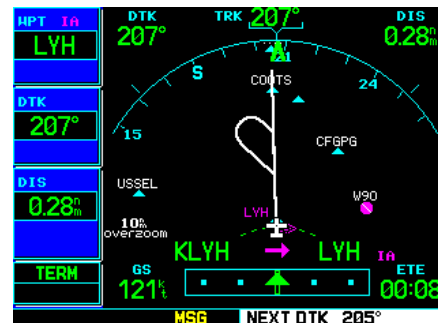 WPT IA
LYH
DTK
207°
DIS
0.28nm
TERM
DTK
207°
TRK 207°
DIS
0.28nm
S
21
24
15
COOTS
CFGPG
USSEL
W90
LYH
10nm
overzoom
KLYH
LYH IA
GS
121kt
ETE
00:08
MSG
NEXT DTK 205°